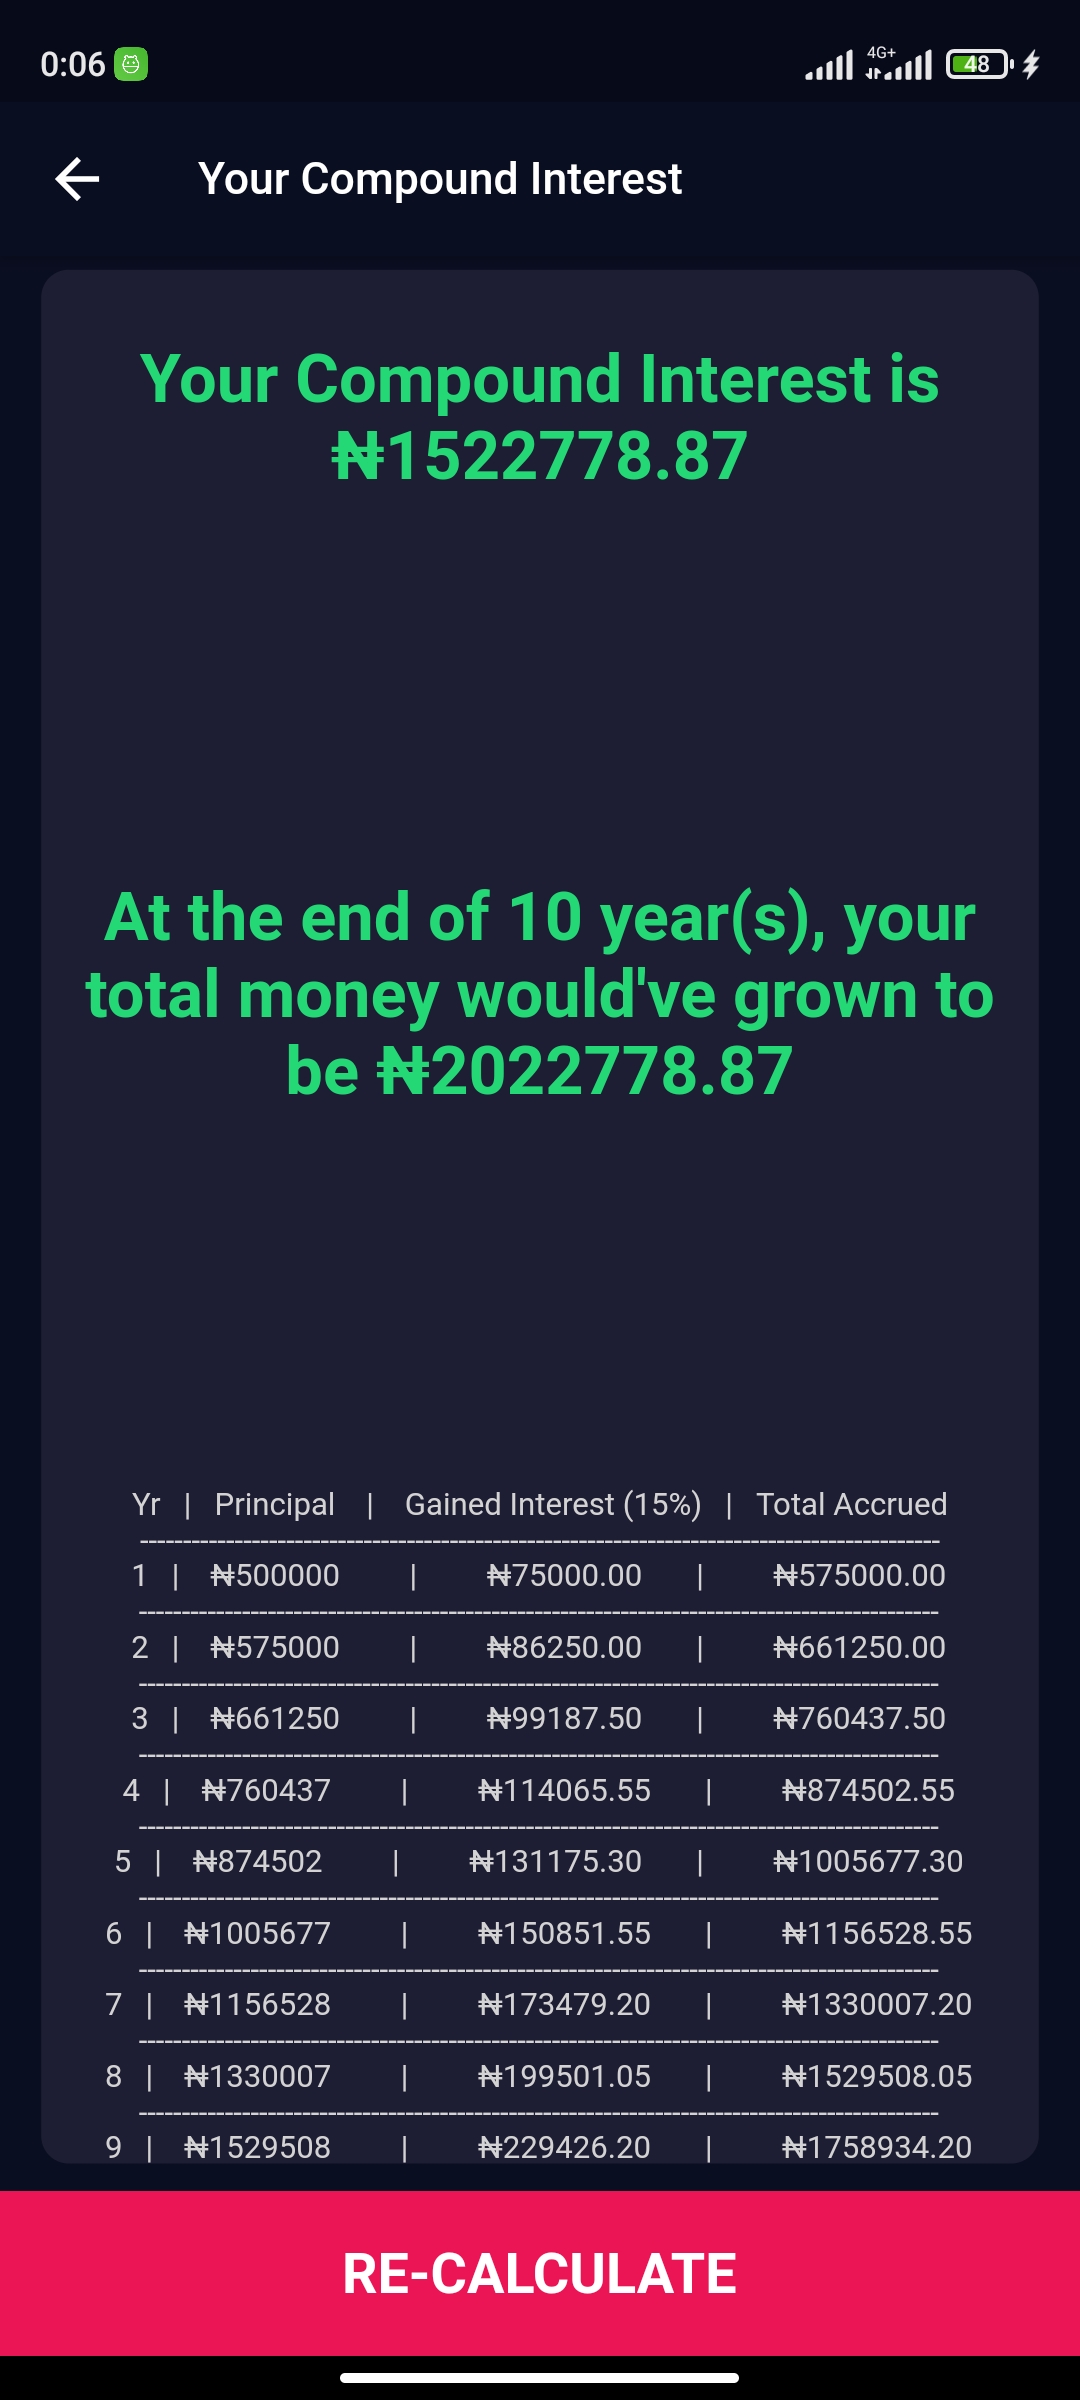 0:06
4G+
48
Your Compound Interest
Your Compound Interest is
₦1522778.87
At the end of 10 year(s), your
total money would've grown to
be ₦2022778.87
Yr | Principal | Gained Interest (15%) | Total Accrued
--------------------------------------------------------------------------------------------
1 | ₦500000 | ₦75000.00 | ₦575000.00
--------------------------------------------------------------------------------------------
2 | ₦575000 | ₦86250.00 | ₦661250.00
--------------------------------------------------------------------------------------------
3 | ₦661250 | ₦99187.50 | ₦760437.50
--------------------------------------------------------------------------------------------
4 | ₦760437 | ₦114065.55 | ₦874502.55
--------------------------------------------------------------------------------------------
5 | ₦874502 | ₦131175.30 | ₦1005677.30
--------------------------------------------------------------------------------------------
6 | ₦1005677 | ₦150851.55 | ₦1156528.55
--------------------------------------------------------------------------------------------
7 | ₦1156528 | ₦173479.20 | ₦1330007.20
--------------------------------------------------------------------------------------------
8 | ₦1330007 | ₦199501.05 | ₦1529508.05
--------------------------------------------------------------------------------------------
9 | ₦1529508 | ₦229426.20 | ₦1758934.20
RE-CALCULATE